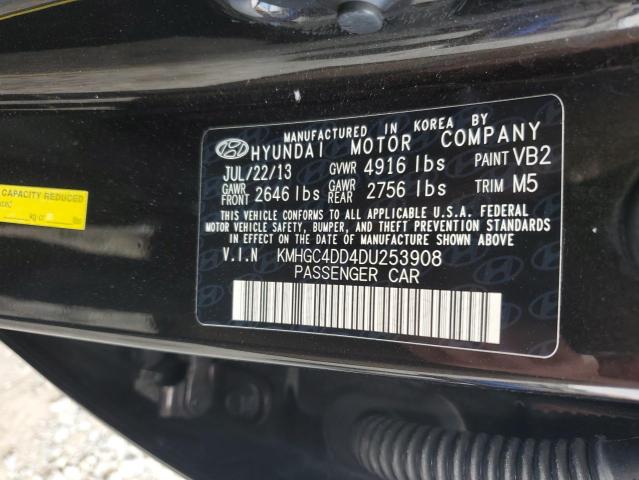 MANUFACTURED IN KOREA BY
HYUNDAI MOTOR COMPANY
JUL/22/13 GVWR 4916 lbs PAINT VB2
GAWR FRONT 2646 lbs GAWR REAR 2756 lbs TRIM M5
THIS VEHICLE CONFORMS TO ALL APPLICABLE U.S.A. FEDERAL
MOTOR VEHICLE SAFETY, BUMPER, AND THEFT PREVENTION STANDARDS
IN EFFECT ON THE DATE OF MANUFACTURE SHOWN ABOVE.
V.I.N KMHGC4DD4DU253908
PASSENGER CAR
CAPACITY REDUCED